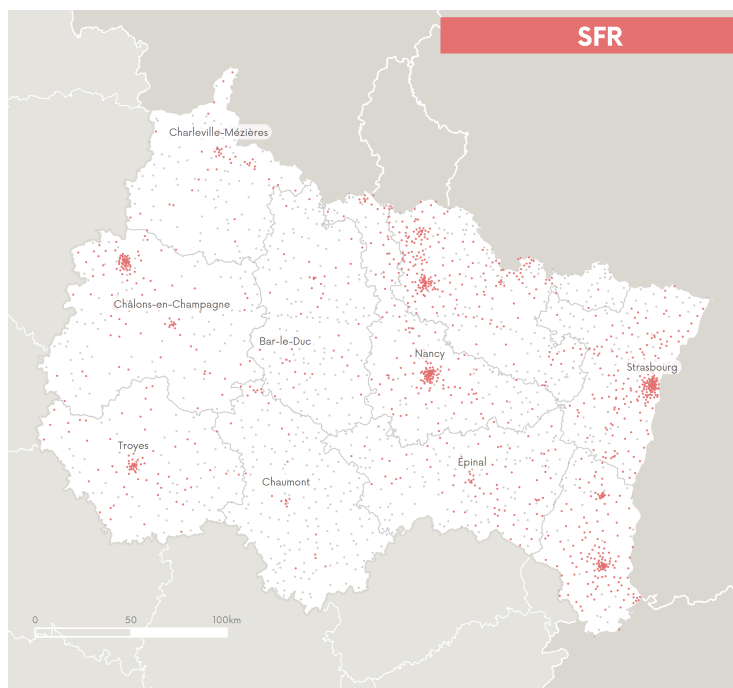 SFR
Charleville-Mézières
Châlons-en-Champagne
Bar-le-Duc
Nancy
Strasbourg
Troyes
Épinal
Chaumont
0 50 100km